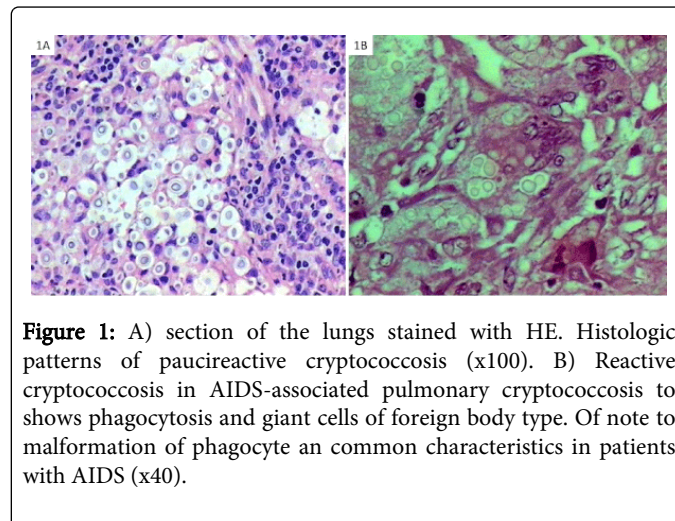 1A
1B
Figure 1: A) section of the lungs stained with HE. Histologic
patterns of paucireactive cryptococcosis (x100). B) Reactive
cryptococcosis in AIDS-associated pulmonary cryptococcosis to
shows phagocytosis and giant cells of foreign body type. Of note to
malformation of phagocyte an common characteristics in patients
with AIDS (x40).